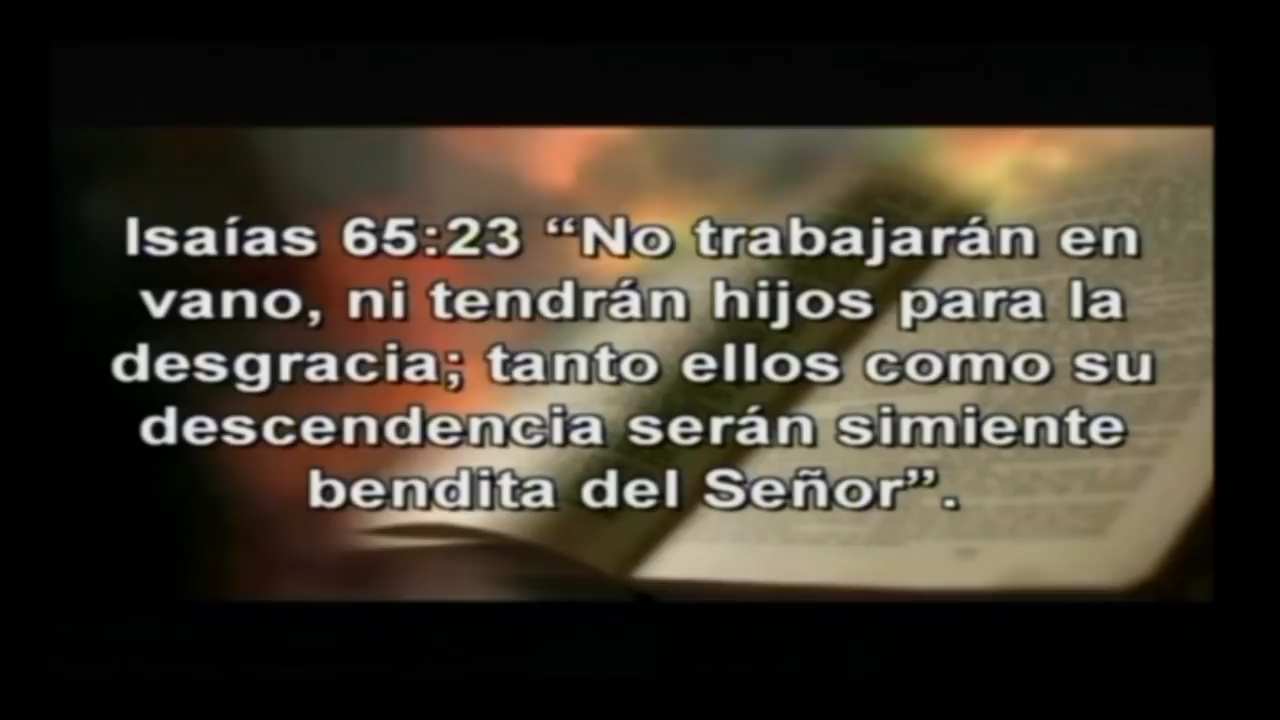 Isaías 65:23 “No trabajarán en
vano, ni tendrán hijos para la
desgracia; tanto ellos como su
descendencia serán simiente
bendita del Señor”.